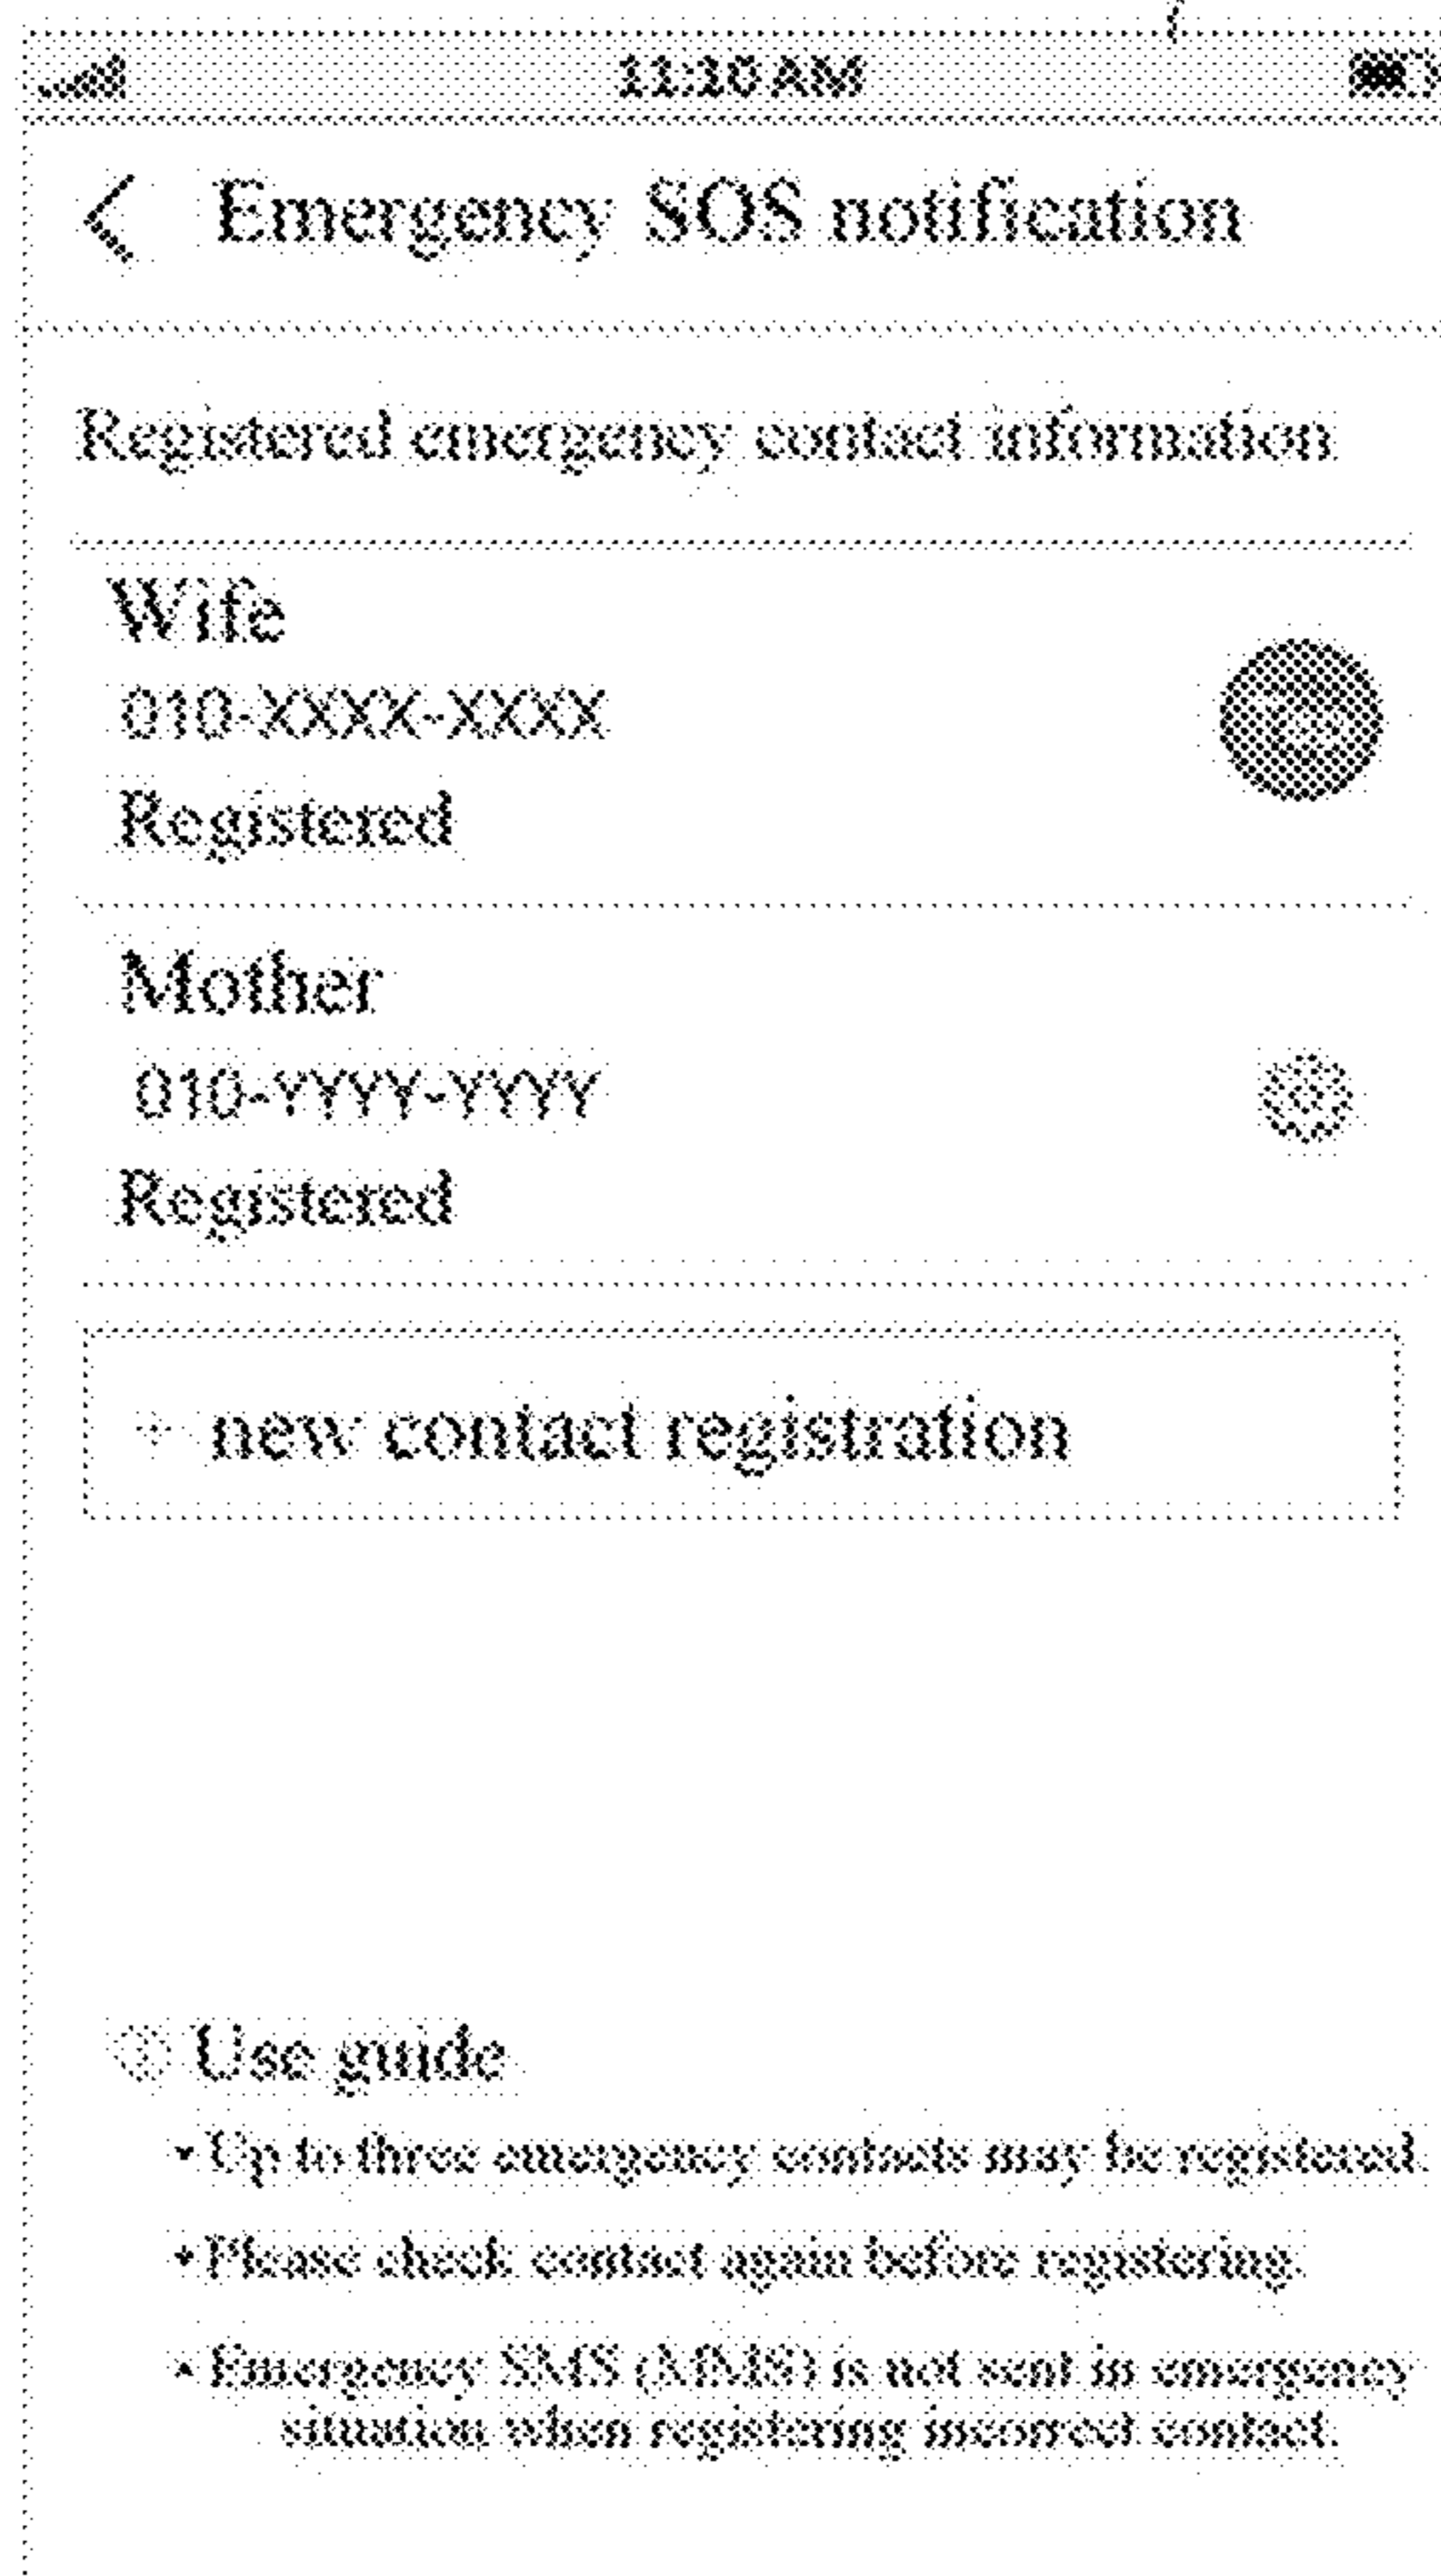 11:10 AM
Emergency SOS notification
Registered emergency contact information
Wife
010-XXXX-XXXX
Registered
Mother
010-YYYY-YYYY
Registered
+ new contact registration
Use guide
• Up to three emergency contacts may be registered.
• Please check contact again before registering.
• Emergency SMS (MMS) is not sent in emergency
situation when registering incorrect contact.